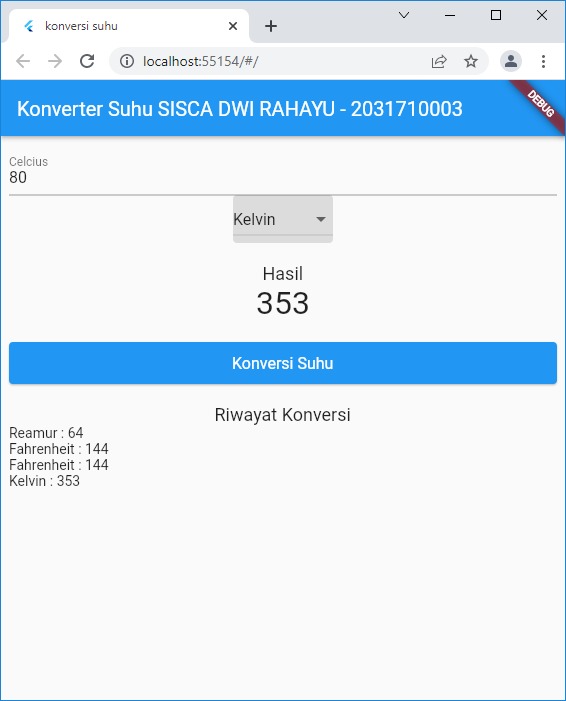 konversi suhu
localhost:55154/#/
Konverter Suhu SISCA DWI RAHAYU - 2031710003
DEBUG
Celcius
80
Kelvin
Hasil
353
Konversi Suhu
Riwayat Konversi
Reamur : 64
Fahrenheit : 144
Fahrenheit : 144
Kelvin : 353